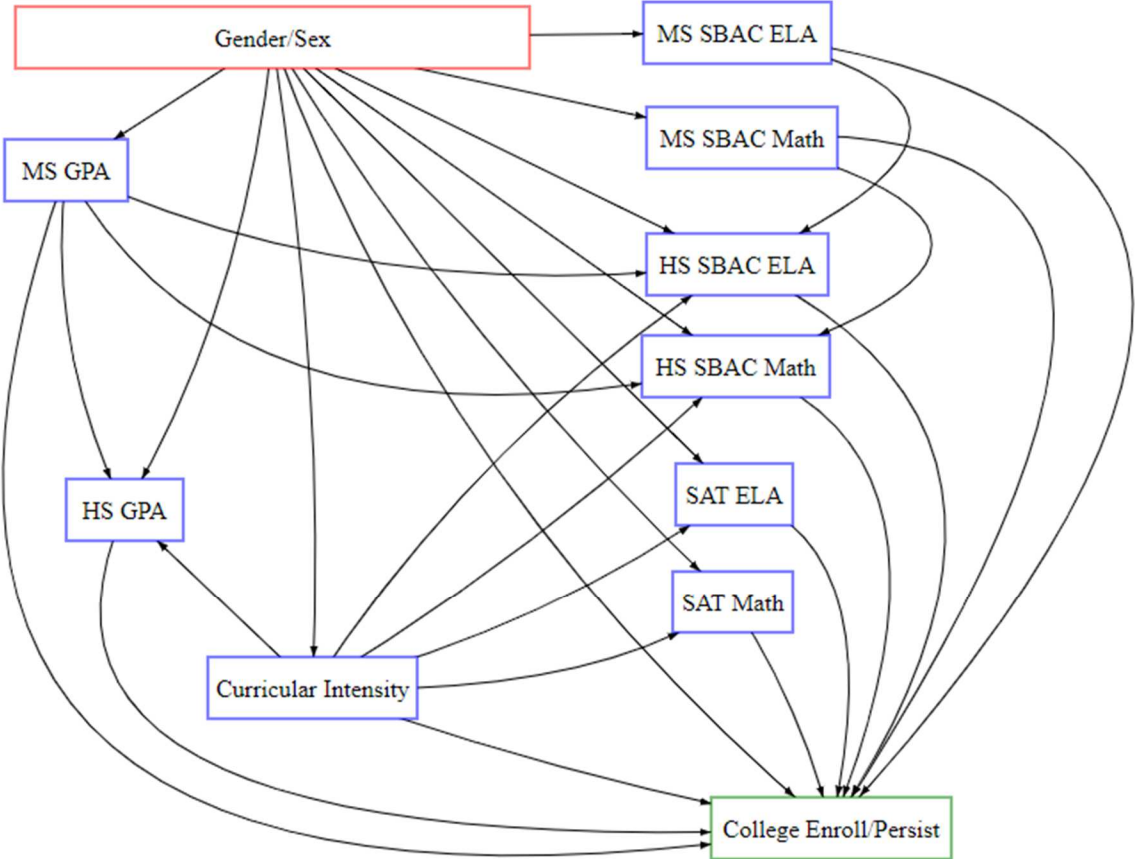 Gender/Sex
MS SBAC ELA
MS SBAC Math
MS GPA
HS SBAC ELA
HS SBAC Math
SAT ELA
HS GPA
SAT Math
Curricular Intensity
College Enroll/Persist